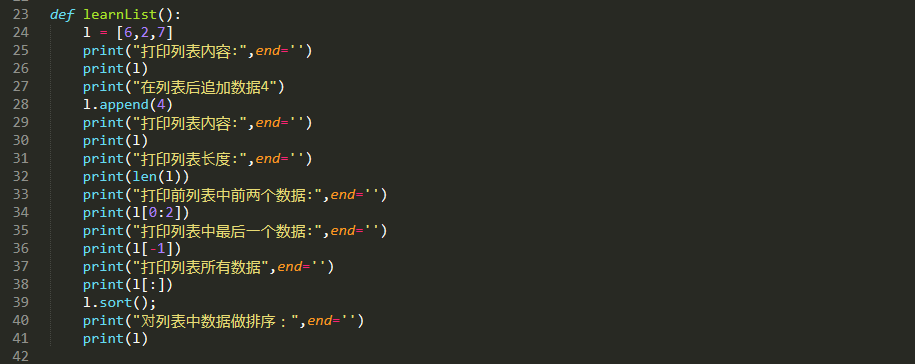 23 def learnList():
24     l = [6,2,7]
25     print("打印列表内容:",end='')
26     print(l)
27     print("在列表后追加数据4")
28     l.append(4)
29     print("打印列表内容:",end='')
30     print(l)
31     print("打印列表长度:",end='')
32     print(len(l))
33     print("打印前列表中前两个数据:",end='')
34     print(l[0:2])
35     print("打印列表中最后一个数据:",end='')
36     print(l[-1])
37     print("打印列表所有数据",end='')
38     print(l[:])
39     l.sort();
40     print("对列表中数据做排序：",end='')
41     print(l)
42